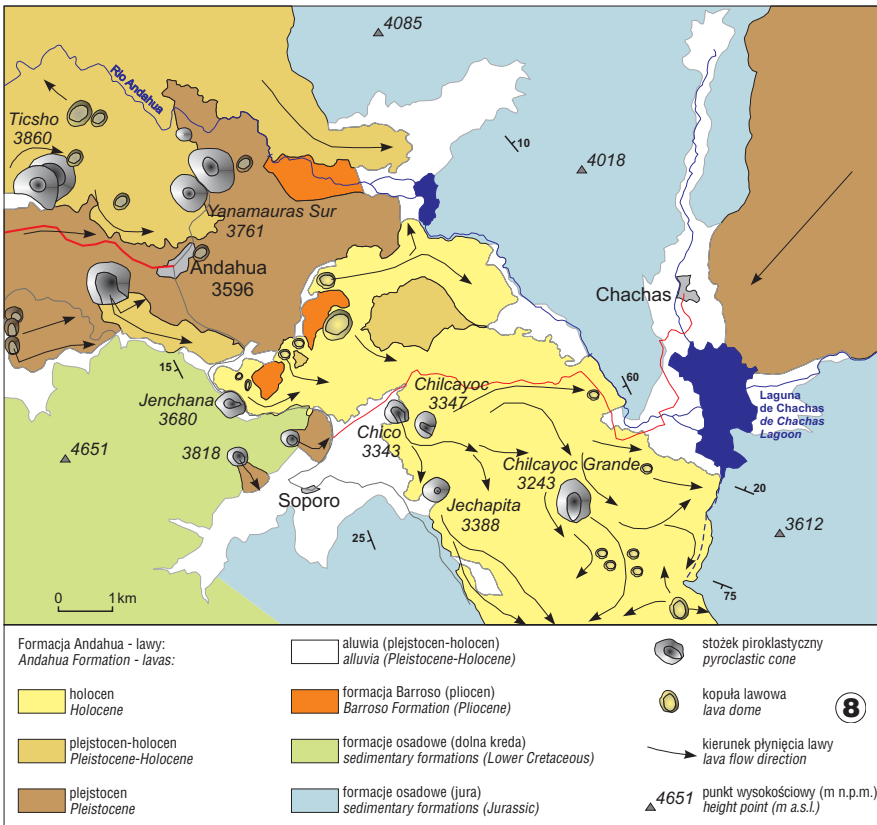 4085
Rio Andahua
Ticsho
3860
10
4018
Yanamauras Sur
3761
Andahua
3596
Chachas
15
Jenchana
3680
Chilcayoc
3347
60
Laguna
de Chachas
de Chachas
Lagoon
4651
3818
Chico
3343
Chilcayoc Grande
3243
Soporo
Jechapita
3388
20
3612
25
75
0 1 km
Formacja Andahua - lawy:
Andahua Formation - lavas:
holocen
Holocene
plejstocen-holocen
Pleistocene-Holocene
plejstocen
Pleistocene
aluwia (plejstocen-holocen)
alluvia (Pleistocene-Holocene)
formacja Barroso (pliocen)
Barroso Formation (Pliocene)
formacje osadowe (dolna kreda)
sedimentary formations (Lower Cretaceous)
formacje osadowe (jura)
sedimentary formations (Jurassic)
stożek piroklastyczny
pyroclastic cone
kopuła lawowa
lava dome
8
kierunek płynięcia lawy
lava flow direction
4651
punkt wysokościowy (m n.p.m.)
height point (m a.s.l.)